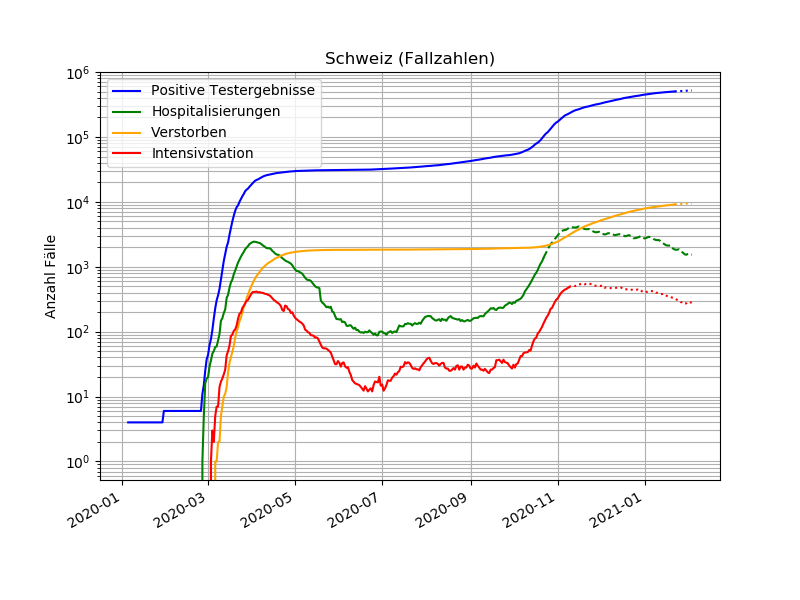 Schweiz (Fallzahlen)
Anzahl Fälle
10^6
10^5
10^4
10^3
10^2
10^1
10^0
Positive Testergebnisse
Hospitalisierungen
Verstorben
Intensivstation
2020-01
2020-03
2020-05
2020-07
2020-09
2020-11
2021-01